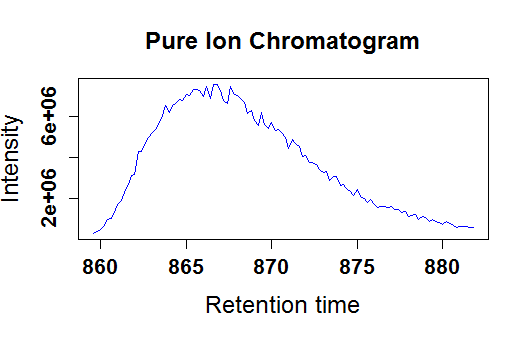 Pure Ion Chromatogram
Intensity
6e+06
2e+06
860 865 870 875 880
Retention time